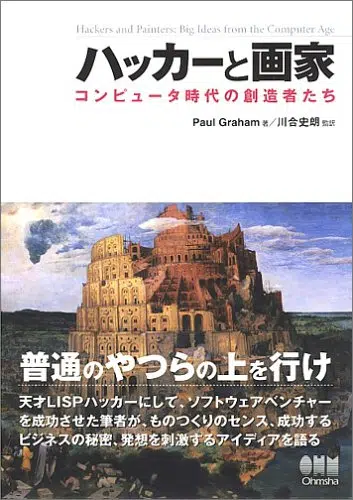 Hackers and Painters: Big Ideas from the Computer Age
ハッカーと画家
コンピュータ時代の創造者たち
Paul Graham 著／川合史朗 監訳
普通のやつらの上を行け
天才LISPハッカーにして、ソフトウェアベンチャー
を成功させた筆者が、ものつくりのセンス、成功する
ビジネスの秘密、発想を刺激するアイディアを語る
Ohmsha